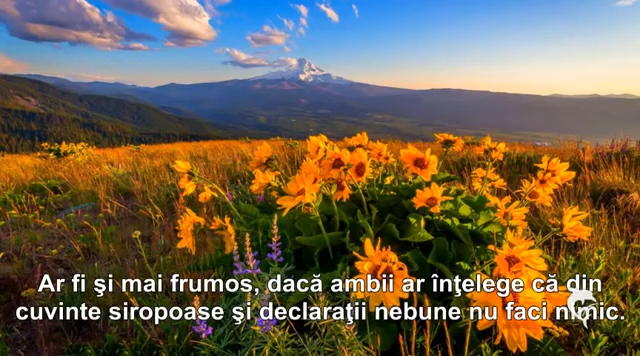 Ar fi şi mai frumos, dacă ambii ar înţelege că din
cuvinte siropoase şi declaraţii nebune nu faci nimic.